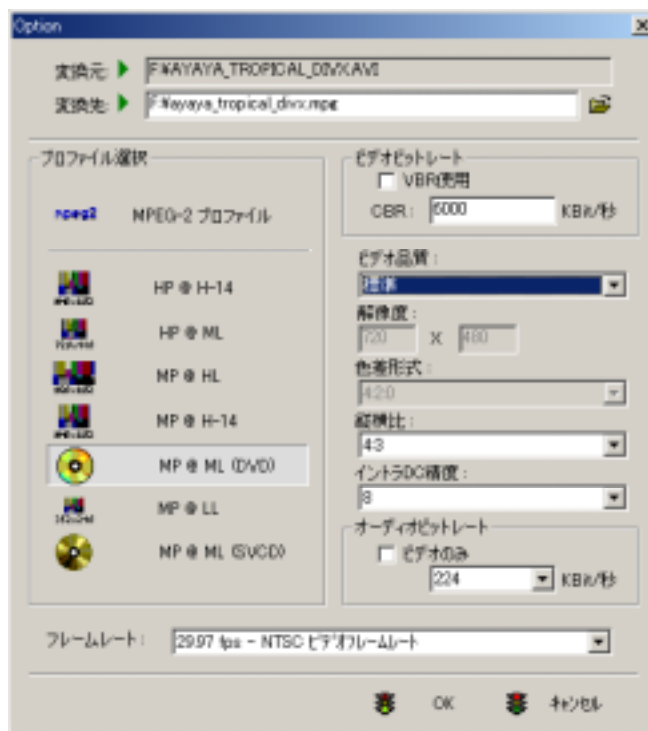 Option
変換元:
F:¥AYAYA_TROPICAL_DIVX.AVI
変換先:
F:¥ayaya_tropical_divx.mpg
プロファイル選択
mpeg2
MPEG-2 プロファイル
HP @ H-14
HP @ ML
MP @ HL
MP @ H-14
MP @ ML (DVD)
MP @ LL
MP @ ML (SVCD)
ビデオビットレート
VBR使用
CBR:
6000
KBit/秒
ビデオ品質:
標準
解像度:
720
X
480
色差形式:
4:2:0
縦横比:
4:3
イントラDC精度:
8
オーディオビットレート
ビデオのみ
224
KBit/秒
フレームレート:
29.97 fps - NTSC ビデオフレームレート
OK
キャンセル